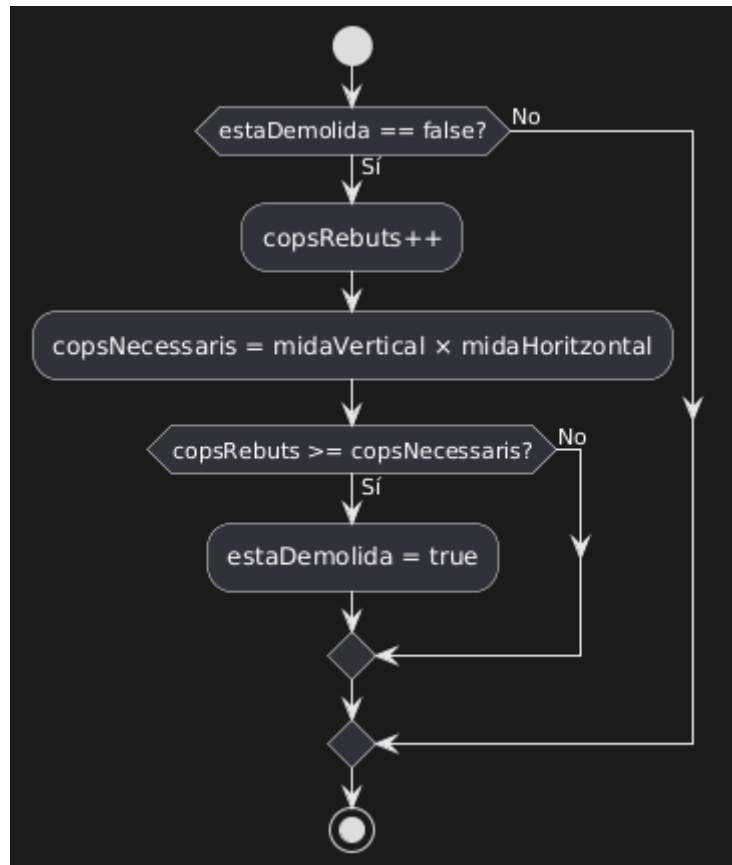 estaDemolida == false?
No
Sí
copsRebuts++
copsNecessaris = midaVertical × midaHoritzontal
copsRebuts >= copsNecessaris?
No
Sí
estaDemolida = true